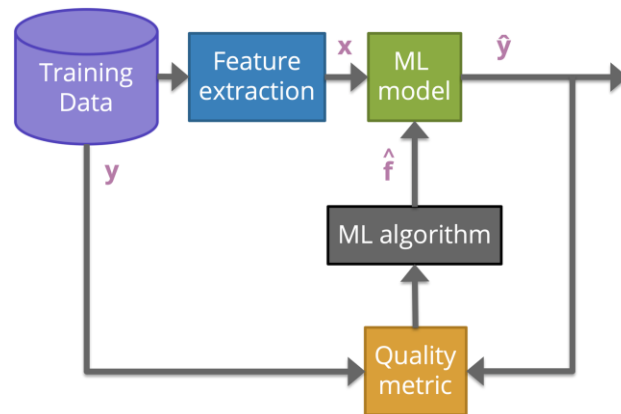 Training
Data
Feature
extraction
x
ML
model
ŷ
y
f̂
ML algorithm
Quality
metric